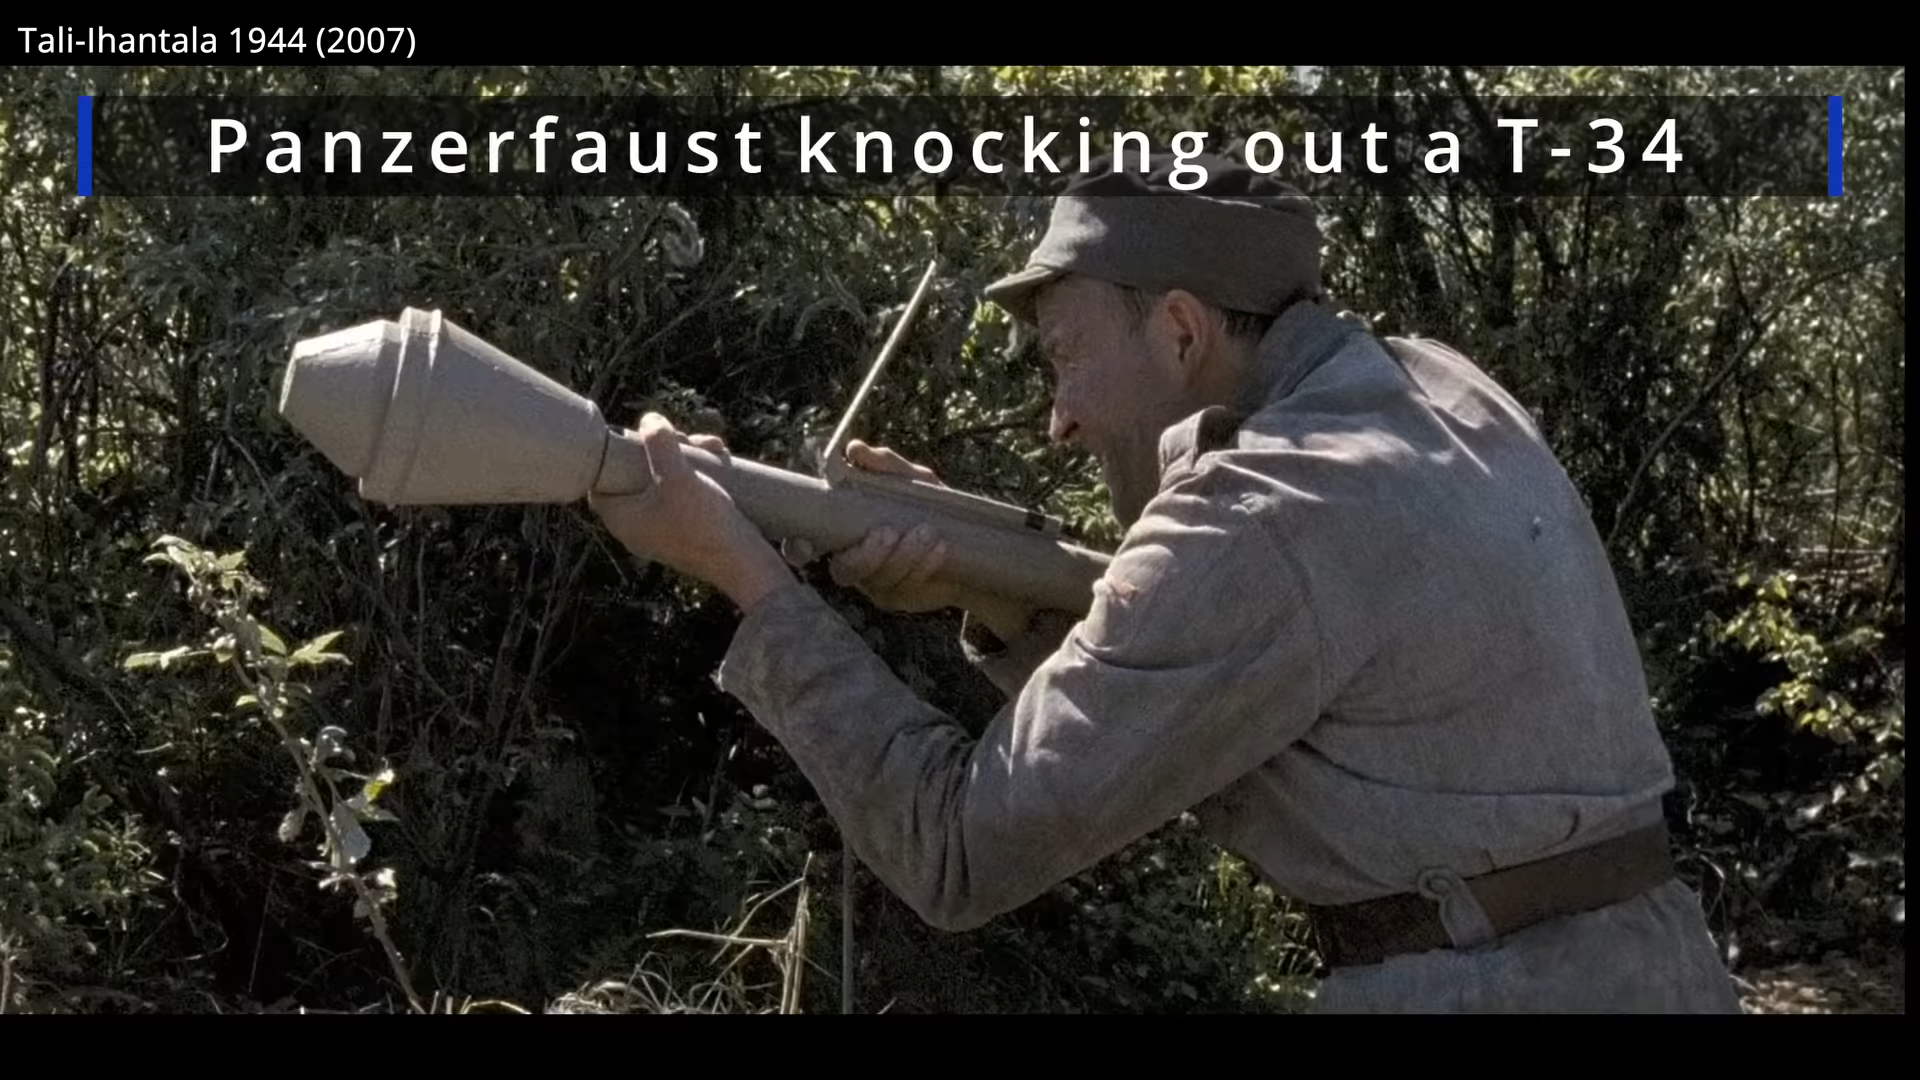 Tali-Ihantala 1944 (2007)
Panzerfaust knocking out a T-34